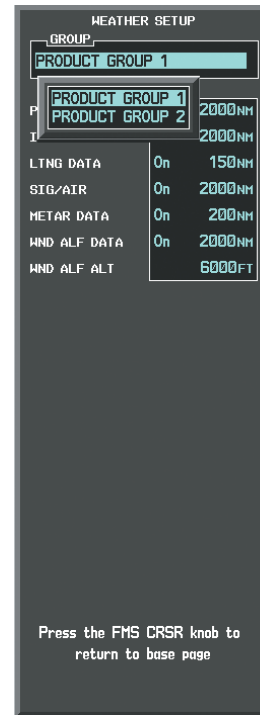 WEATHER SETUP
GROUP
PRODUCT GROUP 1
PRODUCT GROUP 1
PRODUCT GROUP 2
P 2000NM
I 2000NM
LTNG DATA On 150NM
SIG/AIR On 2000NM
METAR DATA On 200NM
WND ALF DATA On 2000NM
WND ALF ALT 6000FT
Press the FMS CRSR knob to
return to base page